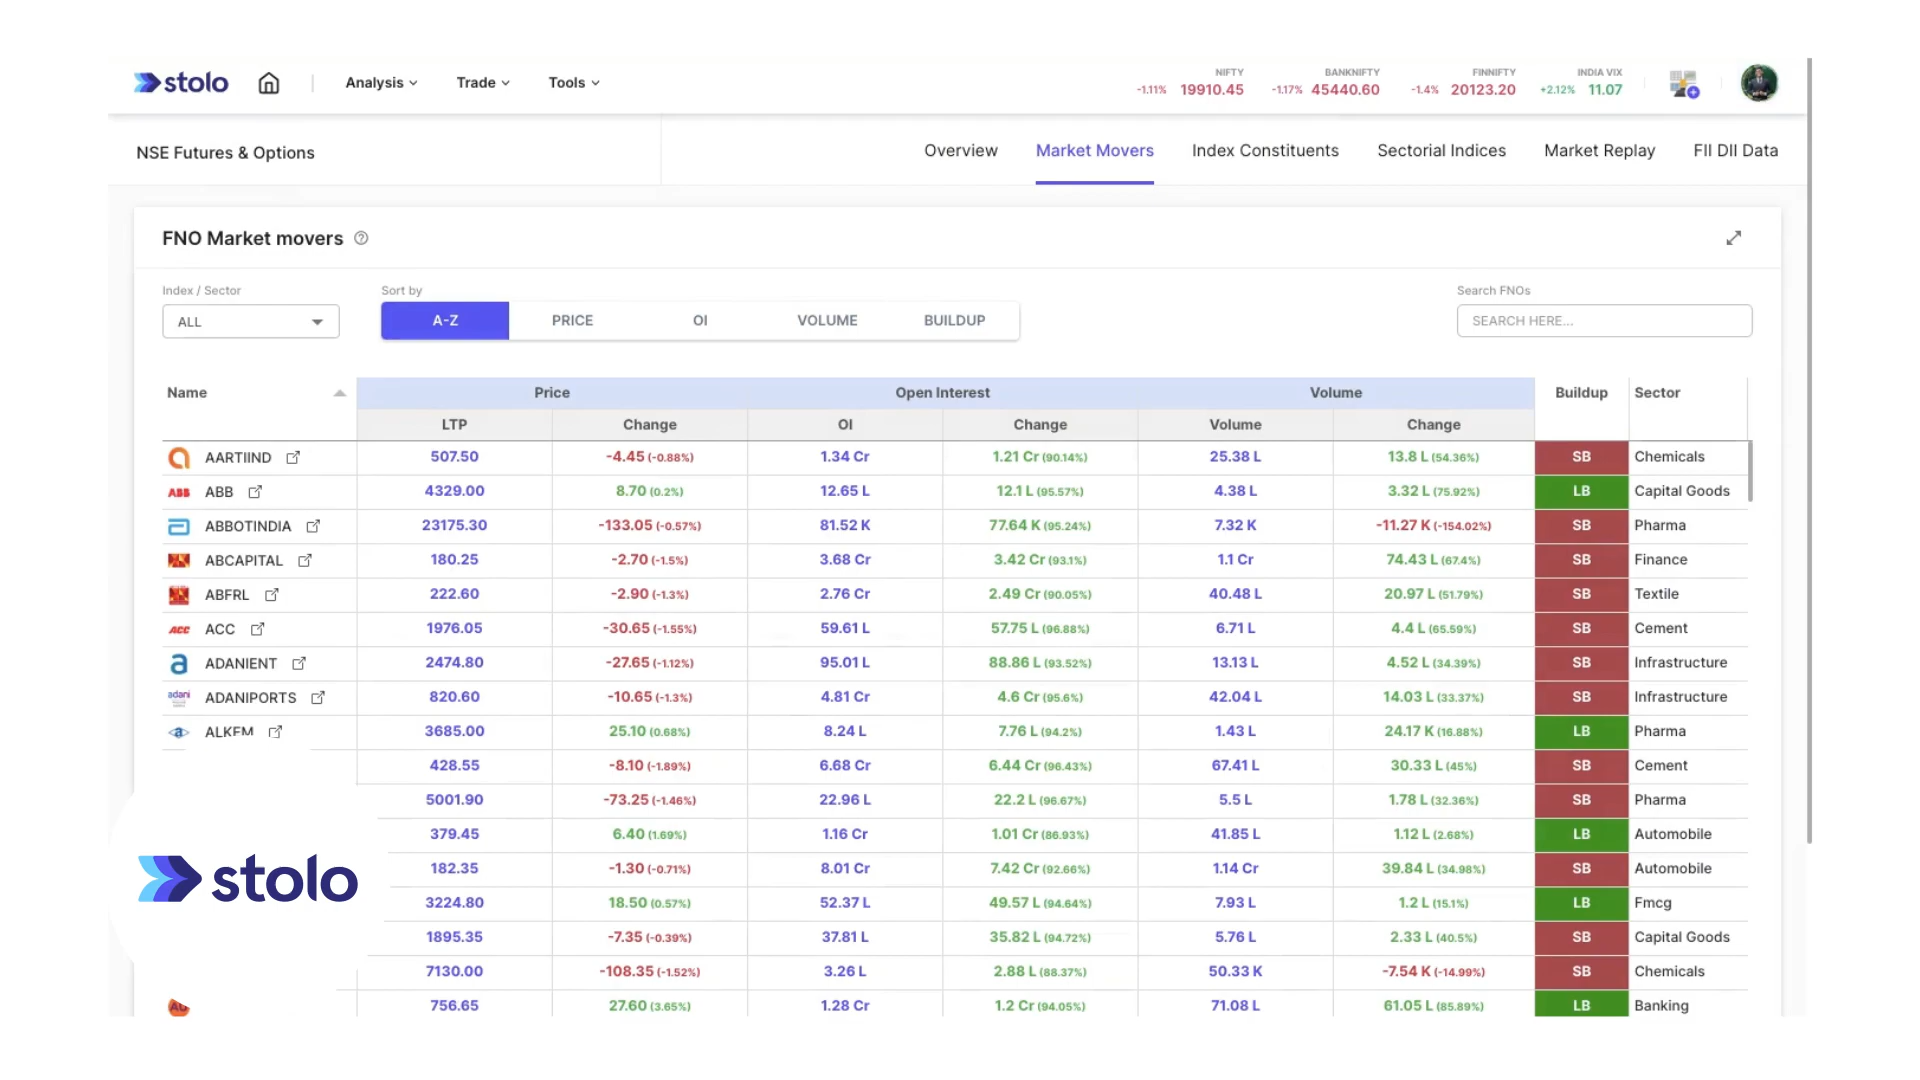 stolo
Analysis Trade Tools
NIFTY BANKNIFTY FINNIFTY INDIA VIX
-1.11% 19910.45 -1.17% 45440.60 -1.4% 20123.20 +2.12% 11.07
NSE Futures & Options
Overview Market Movers Index Constituents Sectorial Indices Market Replay FII DII Data
FNO Market movers
Index / Sector Sort by Search FNOs
ALL A-Z PRICE OI VOLUME BUILDUP SEARCH HERE...
Name Price Open Interest Volume Buildup Sector
LTP Change OI Change Volume Change
AARTIIND 507.50 -4.45 (-0.88%) 1.34 Cr 1.21 Cr (90.14%) 25.38 L 13.8 L (54.36%) SB Chemicals
ABB ABB 4329.00 8.70 (0.2%) 12.65 L 12.1 L (95.57%) 4.38 L 3.32 L (75.92%) LB Capital Goods
ABBOTINDIA 23175.30 -133.05 (-0.57%) 81.52 K 77.64 K (95.24%) 7.32 K -11.27 K (-154.02%) SB Pharma
ABCAPITAL 180.25 -2.70 (-1.5%) 3.68 Cr 3.42 Cr (93.1%) 1.1 Cr 74.43 L (67.4%) SB Finance
ABFRL 222.60 -2.90 (-1.3%) 2.76 Cr 2.49 Cr (90.05%) 40.48 L 20.97 L (51.79%) SB Textile
ACC ACC 1976.05 -30.65 (-1.55%) 59.61 L 57.75 L (96.88%) 6.71 L 4.4 L (65.59%) SB Cement
a ADANIENT 2474.80 -27.65 (-1.12%) 95.01 L 88.86 L (93.52%) 13.13 L 4.52 L (34.39%) SB Infrastructure
adani ADANIPORTS 820.60 -10.65 (-1.3%) 4.81 Cr 4.6 Cr (95.6%) 42.04 L 14.03 L (33.37%) SB Infrastructure
a ALKEM 3685.00 25.10 (0.68%) 8.24 L 7.76 L (94.2%) 1.43 L 24.17 K (16.88%) LB Pharma
428.55 -8.10 (-1.89%) 6.68 Cr 6.44 Cr (96.43%) 67.41 L 30.33 L (45%) SB Cement
5001.90 -73.25 (-1.46%) 22.96 L 22.2 L (96.67%) 5.5 L 1.78 L (32.36%) SB Pharma
379.45 6.40 (1.69%) 1.16 Cr 1.01 Cr (86.93%) 41.85 L 1.12 L (2.68%) LB Automobile
182.35 -1.30 (-0.71%) 8.01 Cr 7.42 Cr (92.66%) 1.14 Cr 39.84 L (34.98%) SB Automobile
stolo
3224.80 18.50 (0.57%) 52.37 L 49.57 L (94.64%) 7.93 L 1.2 L (15.1%) LB Fmcg
1895.35 -7.35 (-0.39%) 37.81 L 35.82 L (94.72%) 5.76 L 2.33 L (40.5%) SB Capital Goods
7130.00 -108.35 (-1.52%) 3.26 L 2.88 L (88.37%) 50.33 K -7.54 K (-14.99%) SB Chemicals
AU 756.65 27.60 (3.65%) 1.28 Cr 1.2 Cr (94.05%) 71.08 L 61.05 L (85.89%) LB Banking